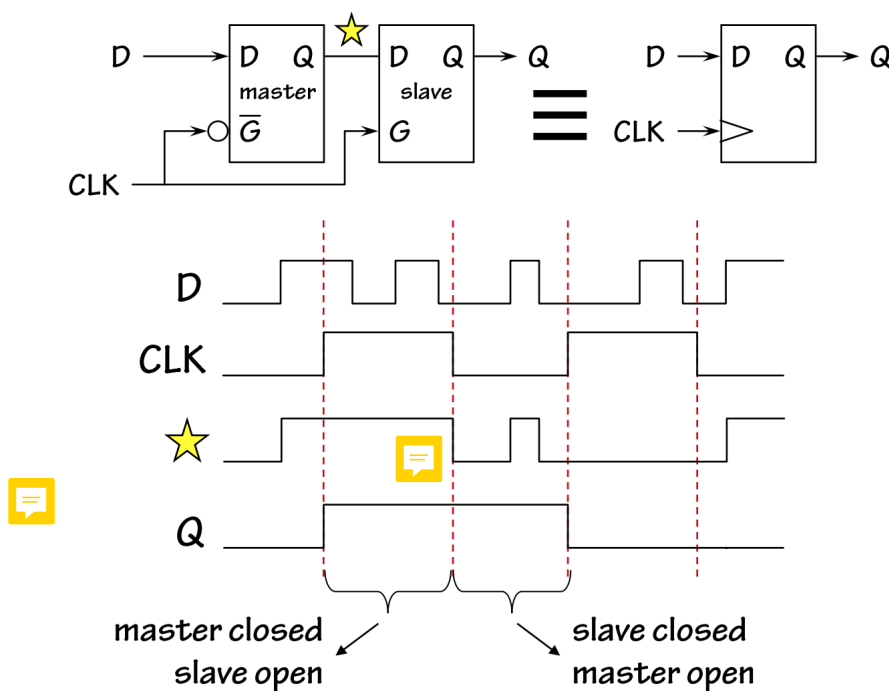 D
D Q
master
G
D Q
slave
G
Q
CLK
D
D Q
Q
CLK
D
CLK
Q
master closed
slave open
slave closed
master open